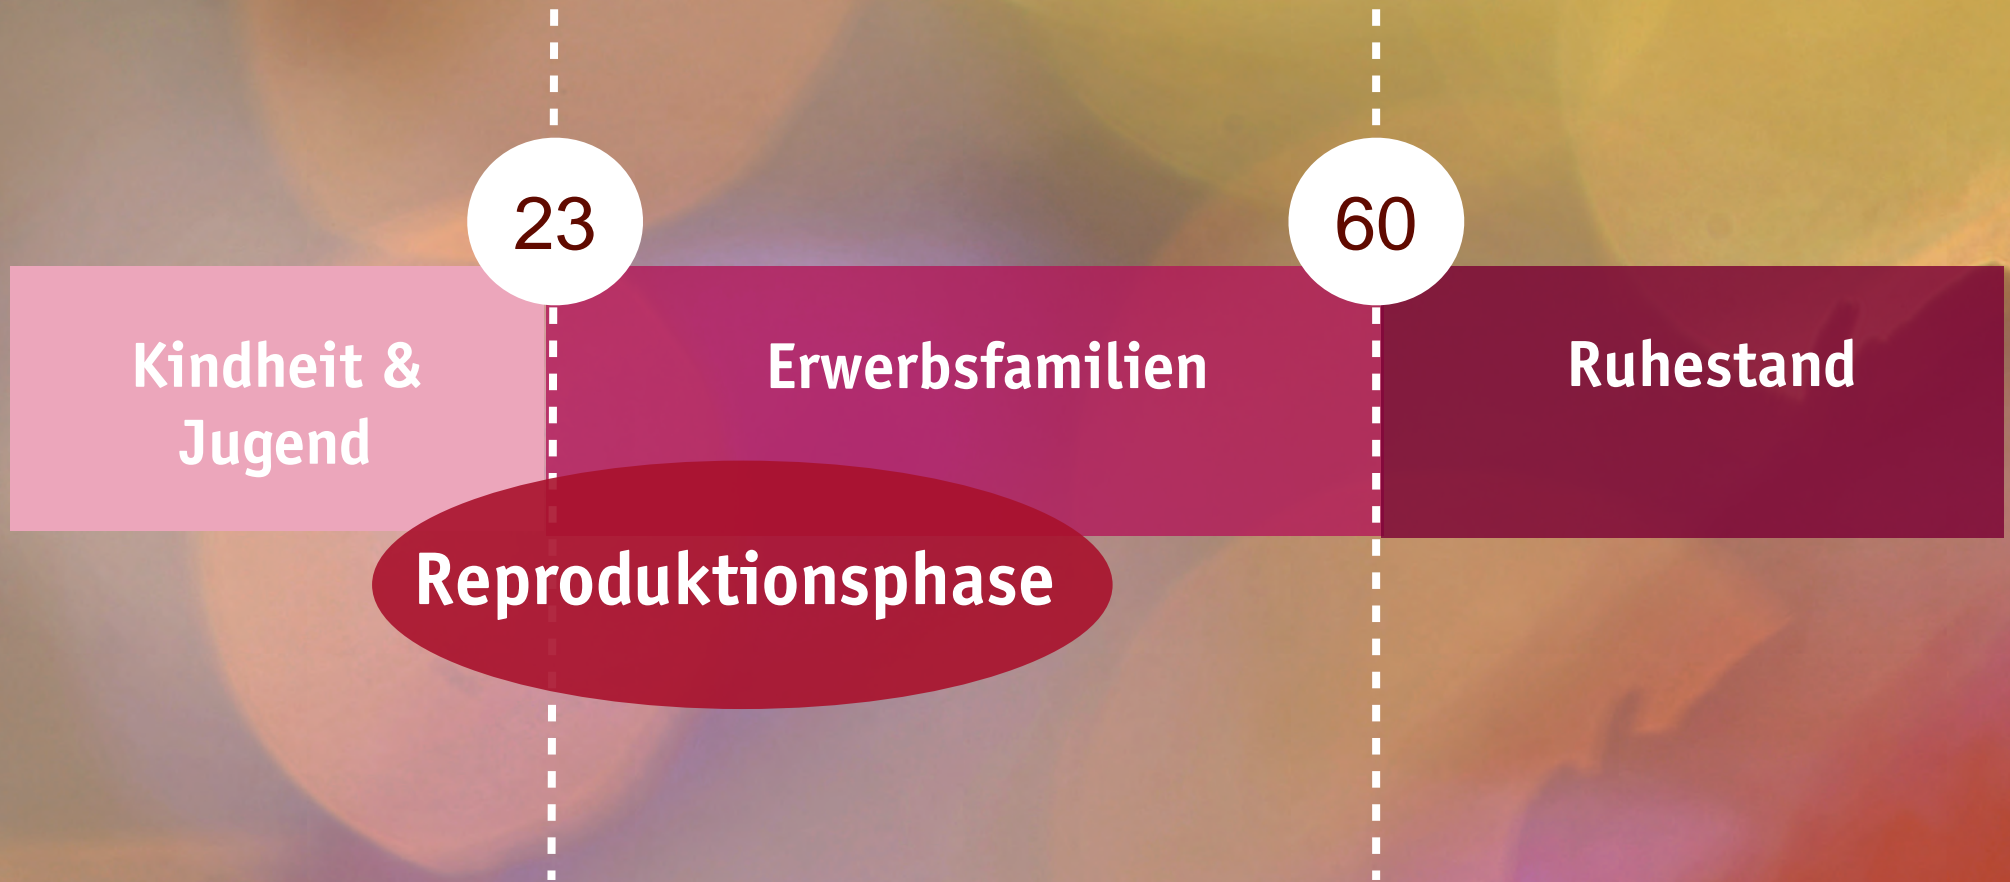 23
60
Kindheit &
Jugend
Erwerbsfamilien
Ruhestand
Reproduktionsphase